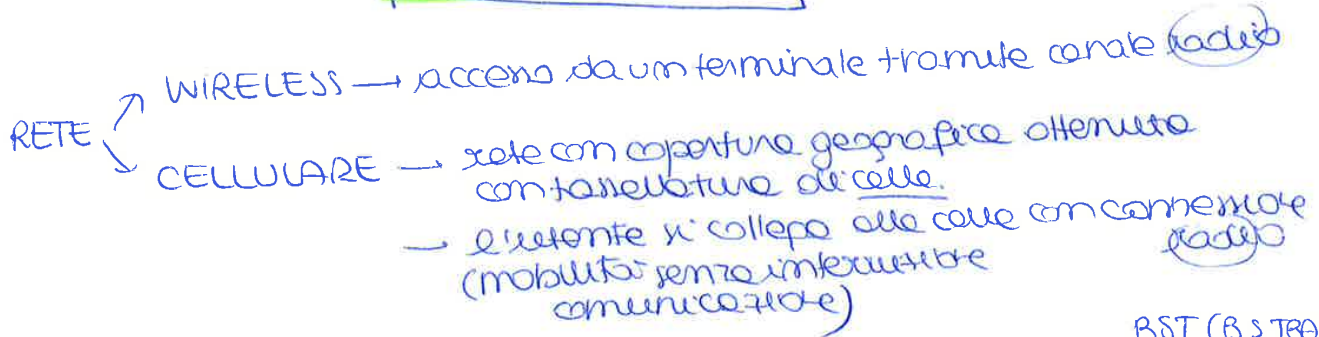 RETE
WIRELESS → accesso da un terminale tramite canale radio
CELLULARE → rete con copertura geografica ottenuta
con tassellatura di celle.
→ l'utente si collega alle celle con connessione
radio
(mobilità senza interruzione
comunicazione)
BST (BS TRA